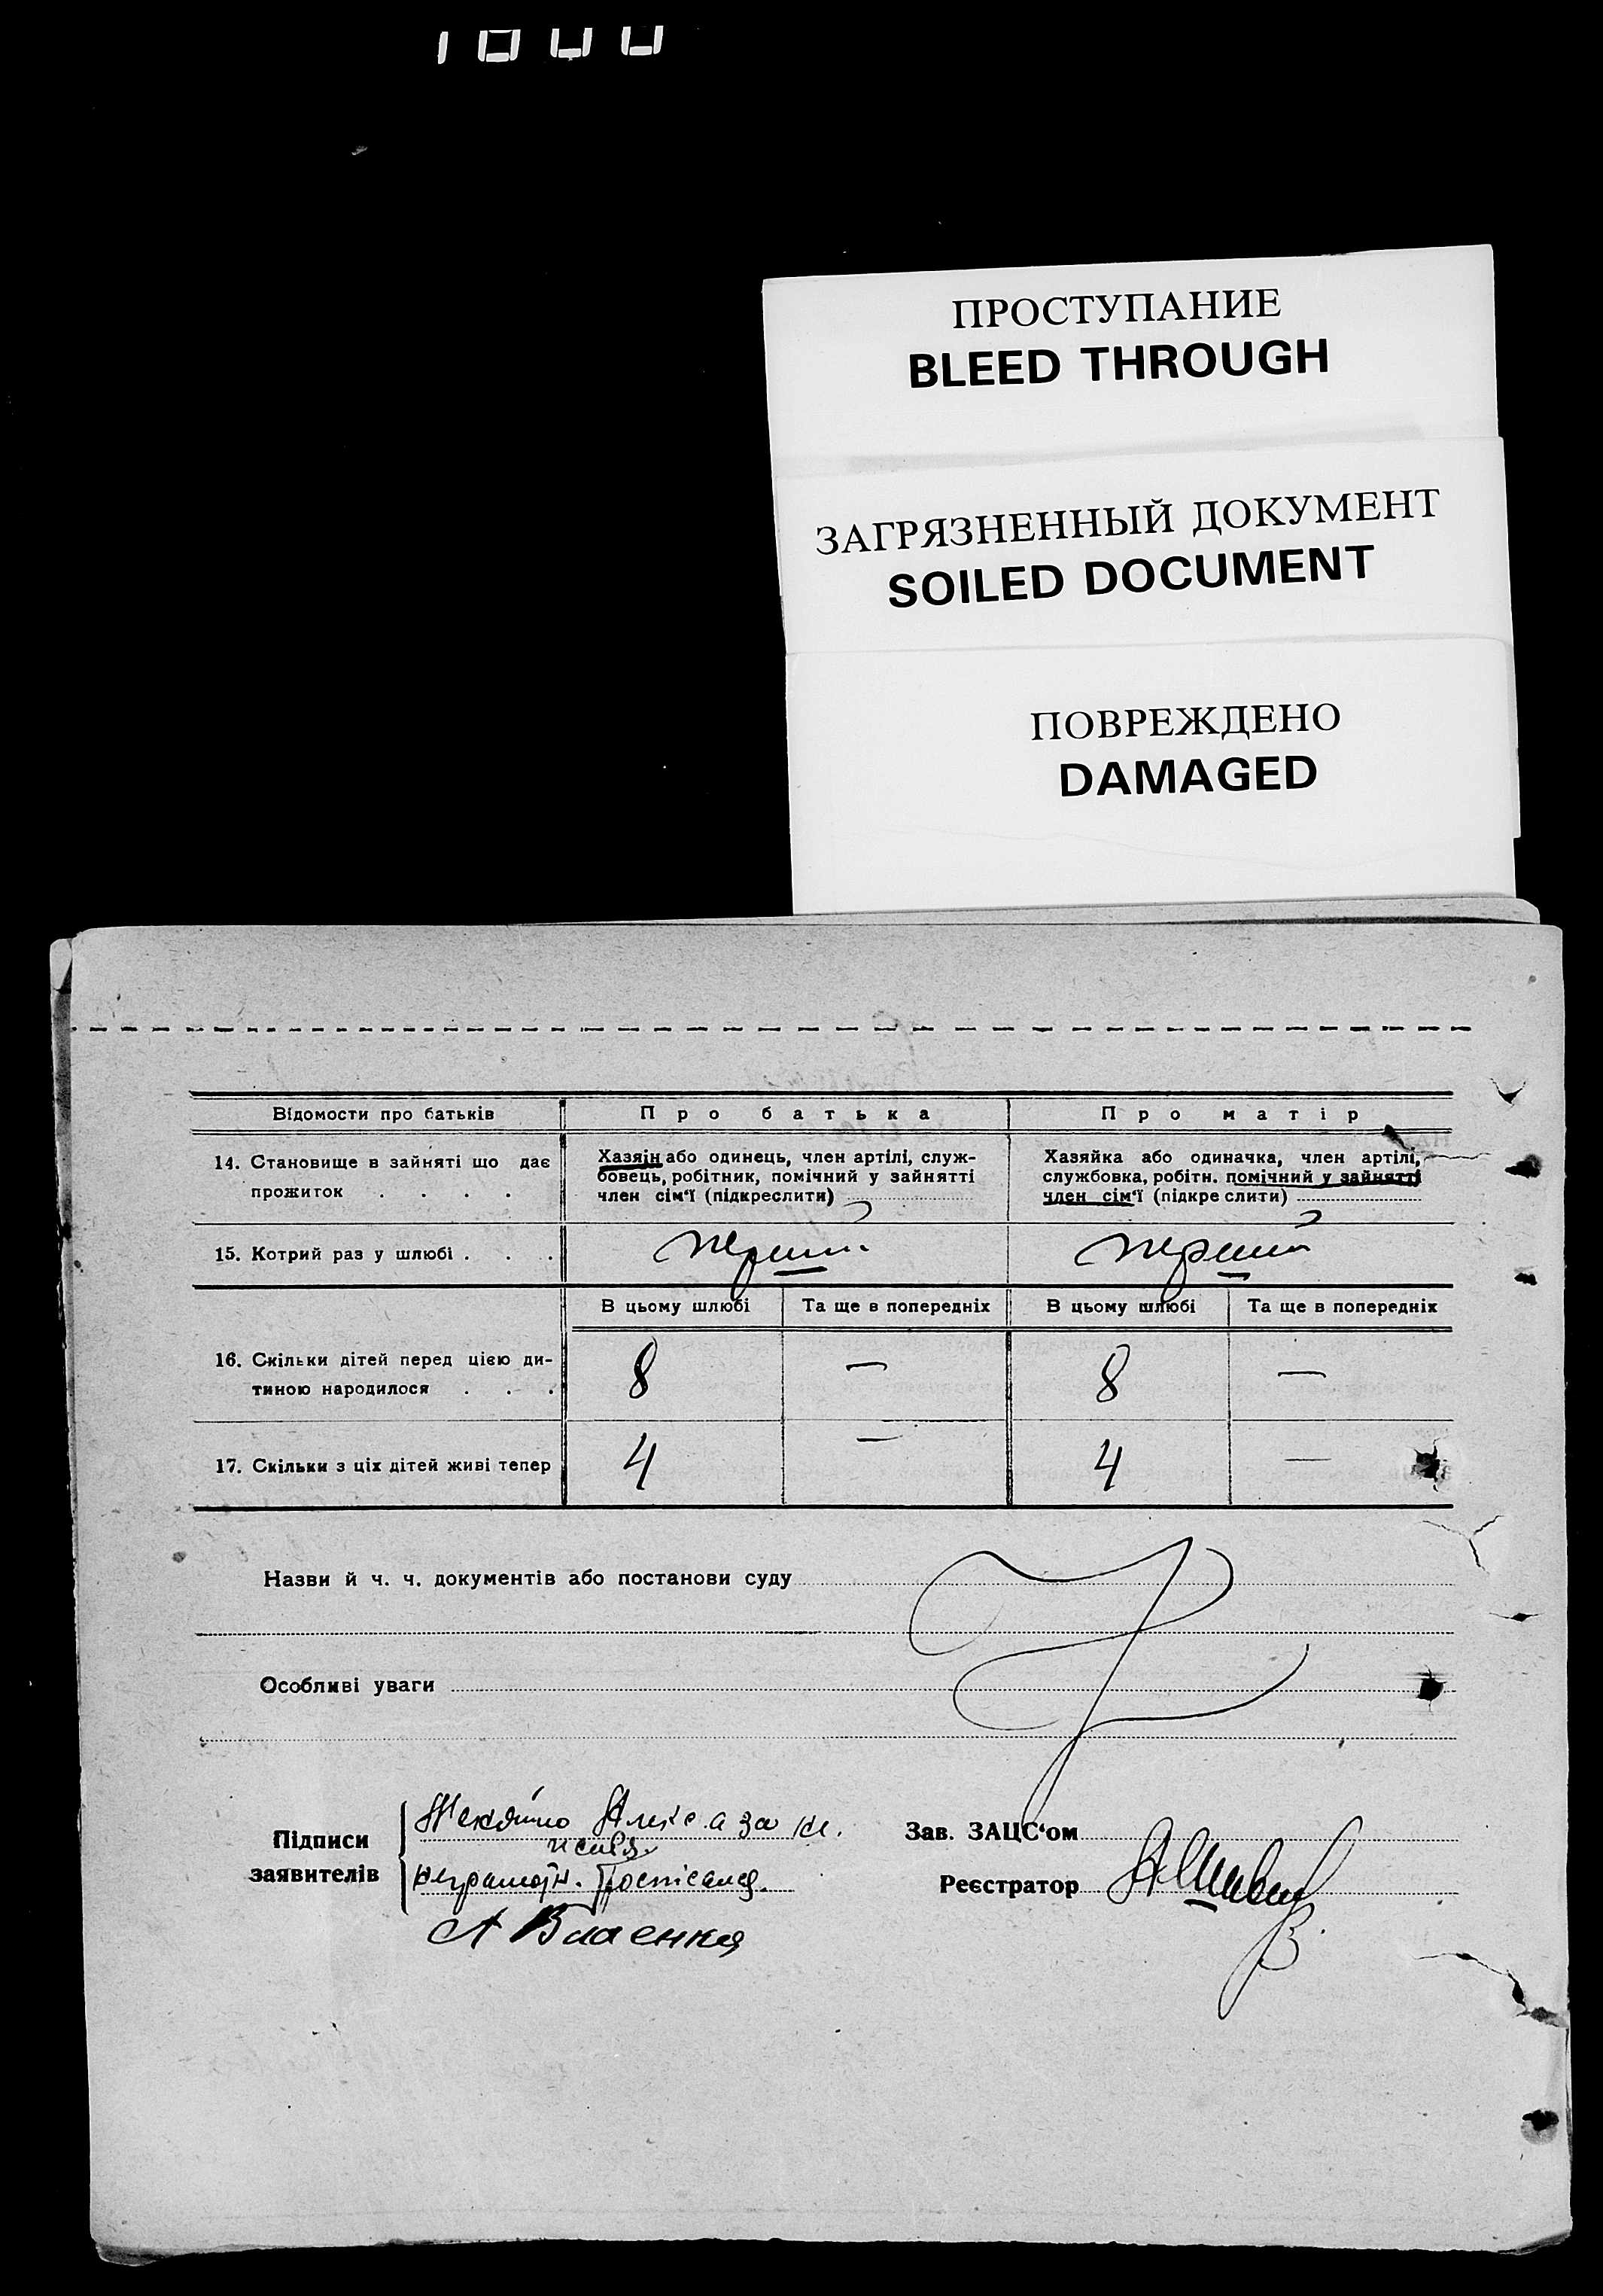 ПРОСТУПАНИЕ
BLEED THROUGH
ЗАГРЯЗНЕННЫЙ ДОКУМЕНТ
SOILED DOCUMENT
ПОВРЕЖДЕНО
DAMAGED
Відомости про батьків
Про батька
Про матір
14. Становище в зайняті що дає
прожиток . . . .
Хазяїн або одинець, член артілі, служ-
бовець, робітник, помічний у зайнятті
член сім'ї (підкреслити)
Хазяйка або одиначка, член артілі,
службовка, робітн. помічний у зайнятті
член сім'ї (підкреслити)
15. Котрий раз у шлюбі . . .
перший
перший
В цьому шлюбі
Та ще в попередніх
В цьому шлюбі
Та ще в попередніх
16. Скільки дітей перед цією ди-
тиною народилося . . .
8 — 8 —
17. Скільки з ціх дітей живі тепер
4 — 4 —
Назви й ч. ч. документів або постанови суду
Особливі уваги
Підписи
заявителів
за
А Власенко
Зав. ЗАЦС'ом
Реєстратор